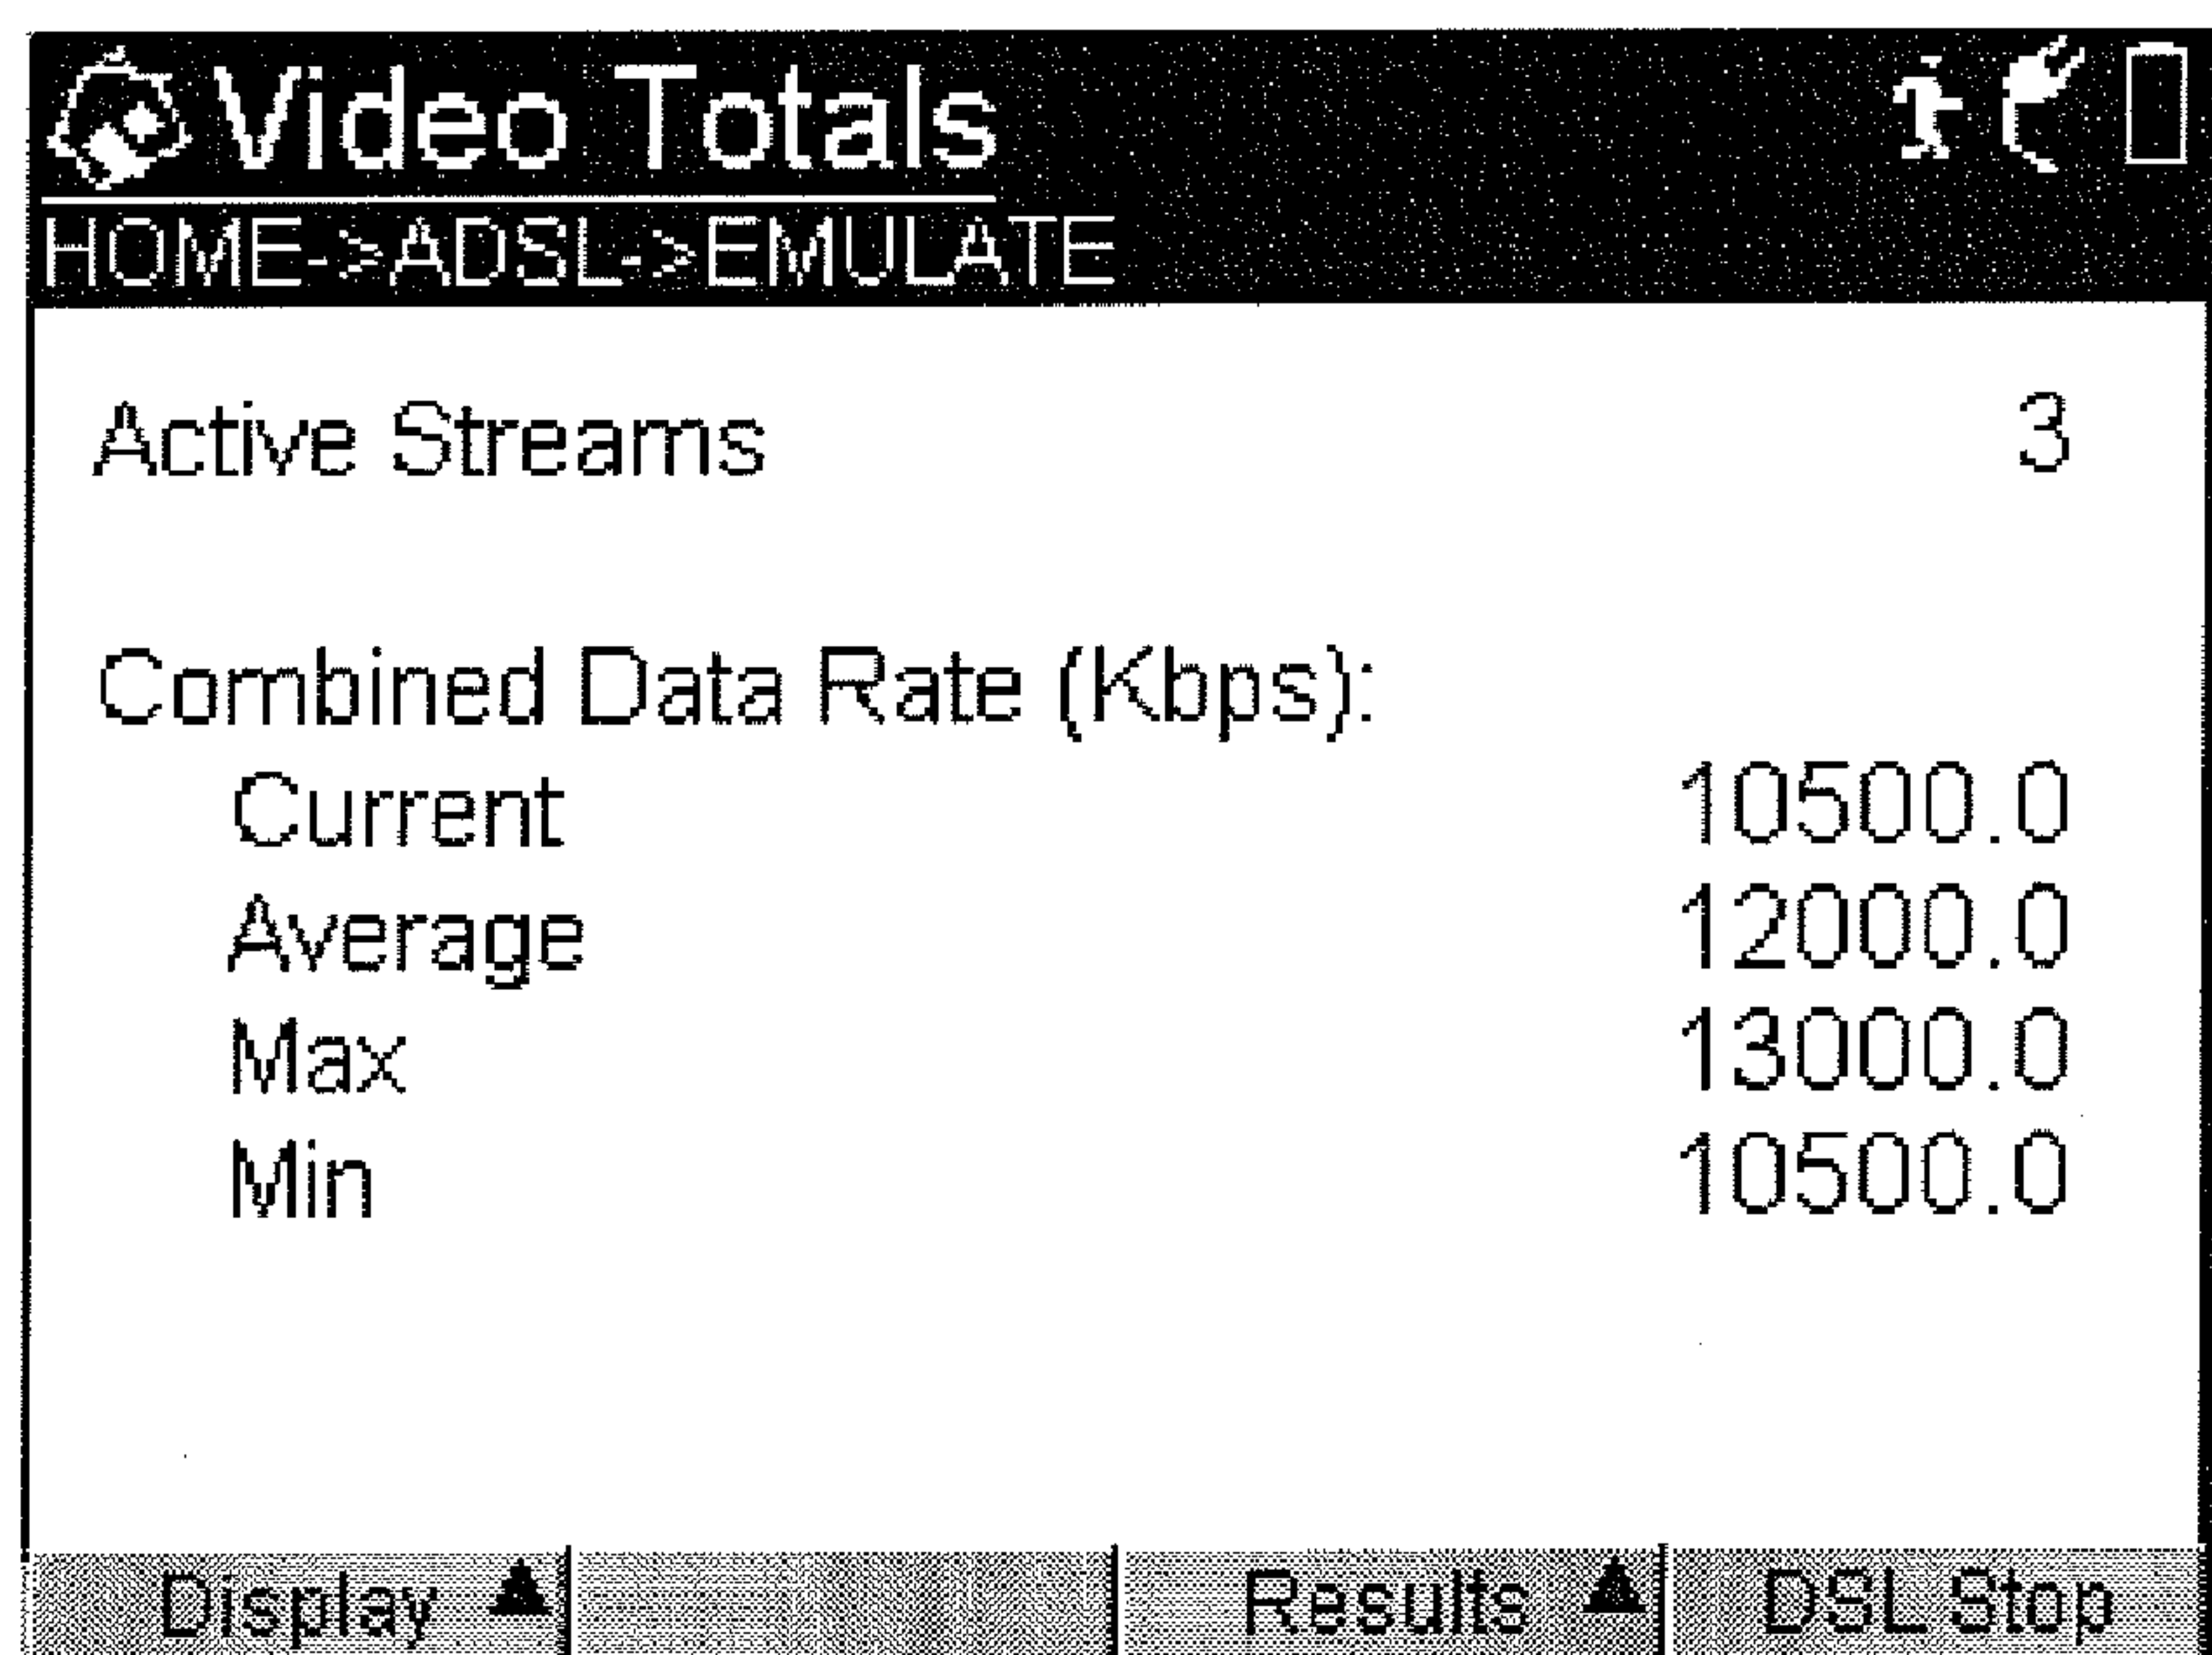 Video Totals
HOME->ADSL->EMULATE
Active Streams 3
Combined Data Rate (Kbps):
Current 10500.0
Average 12000.0
Max 13000.0
Min 10500.0
Display Results DSL Stop